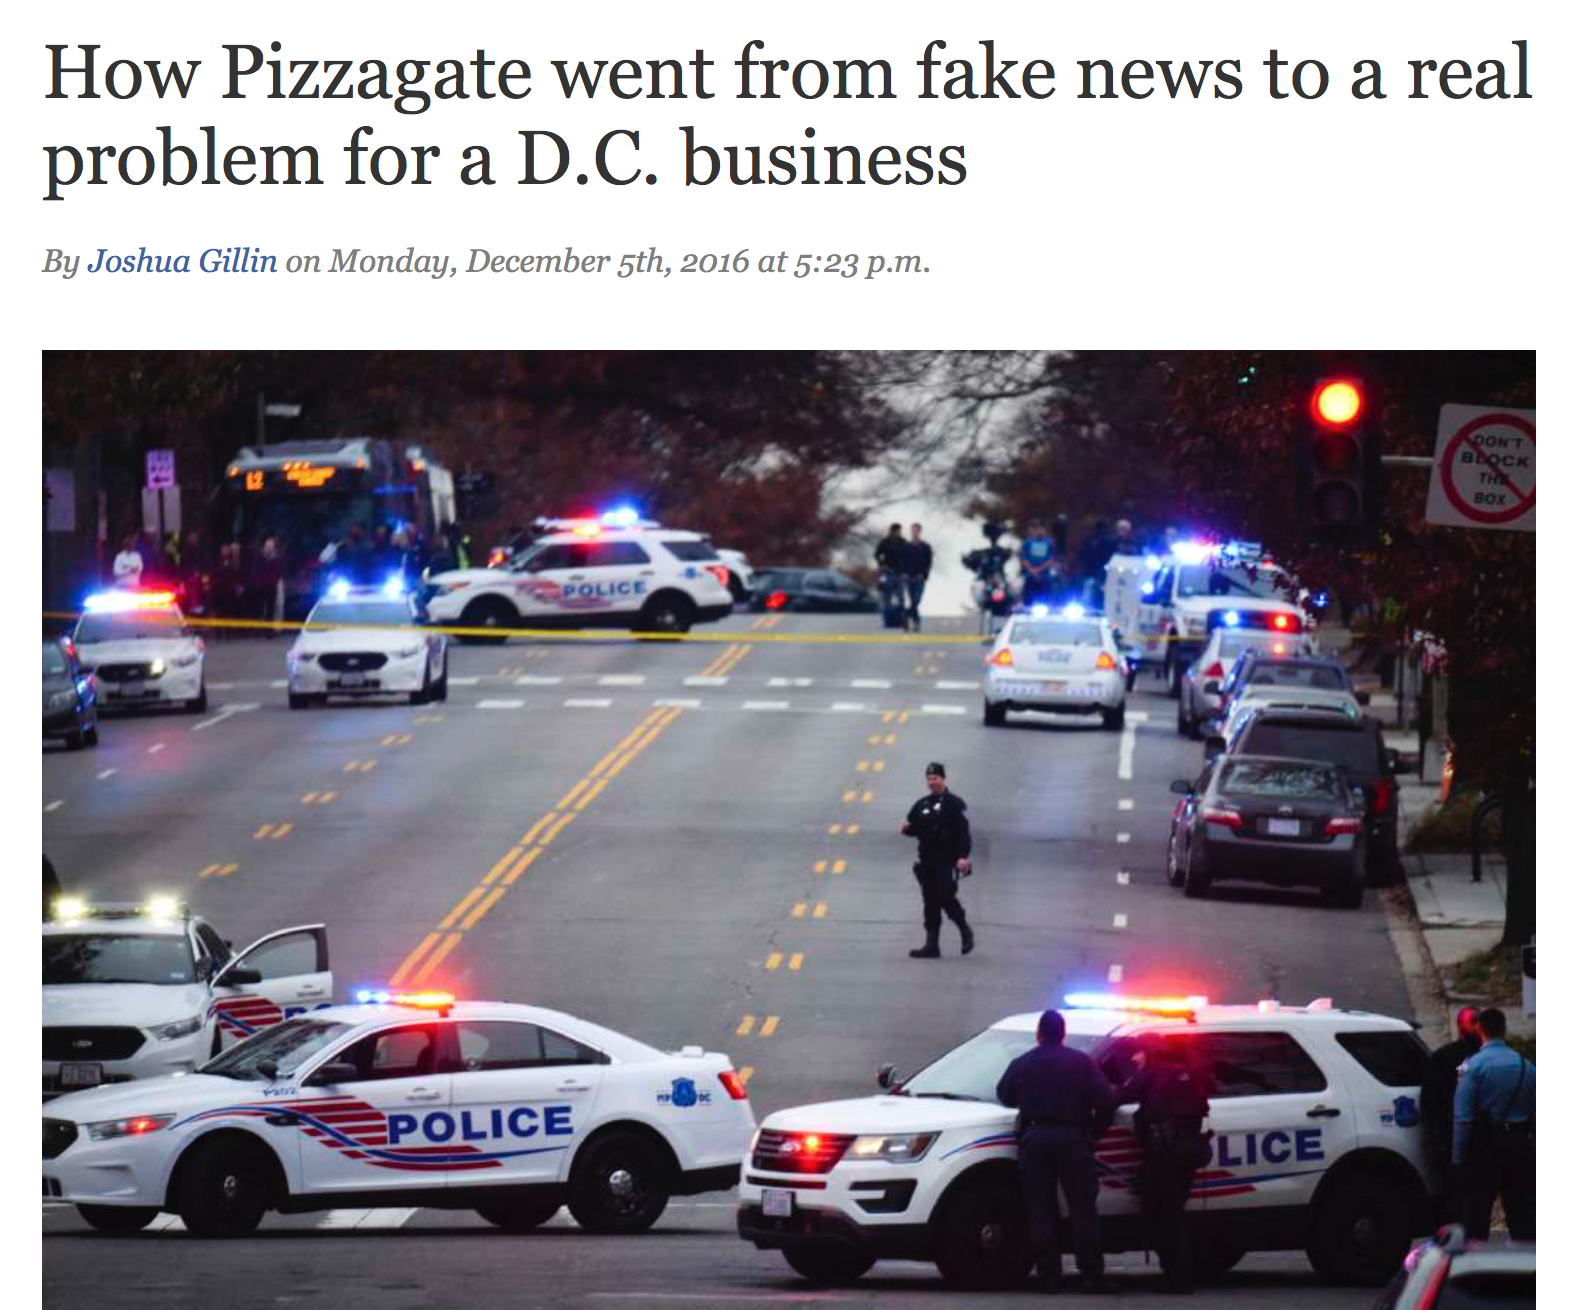 How Pizzagate went from fake news to a real
problem for a D.C. business
By Joshua Gillin on Monday, December 5th, 2016 at 5:23 p.m.
L2
DON'T
BLOCK
THE
BOX
POLICE
POLICE
LICE